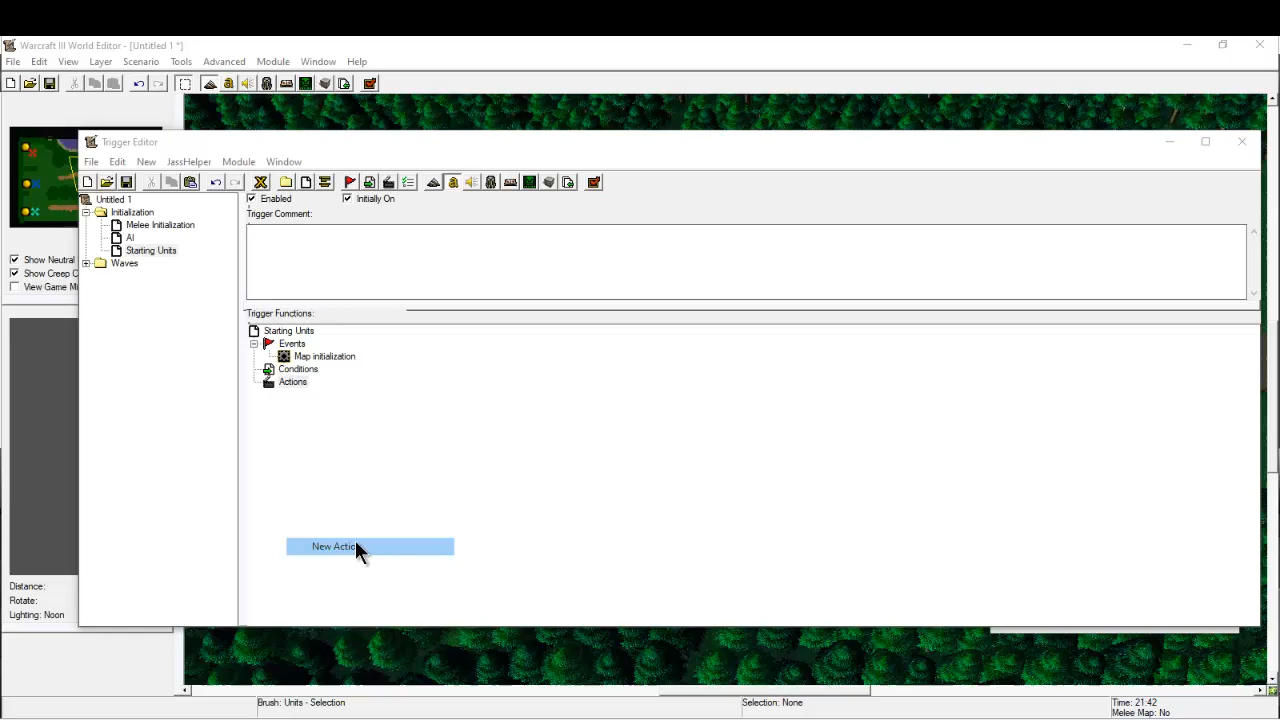 Warcraft III World Editor - [Untitled 1 *]
File Edit View Layer Scenario Tools Advanced Module Window Help
Trigger Editor
File Edit New JassHelper Module Window
Untitled 1
Initialization
Melee Initialization
AI
Starting Units
Waves
Enabled Initially On
Trigger Comment:
Trigger Functions:
Starting Units
Events
Map initialization
Conditions
Actions
New Actio
Show Neutral
Show Creep C
View Game Mi
Distance:
Rotate:
Lighting: Noon
Brush: Units - Selection
Selection: None
Time: 21:42
Melee Map: No